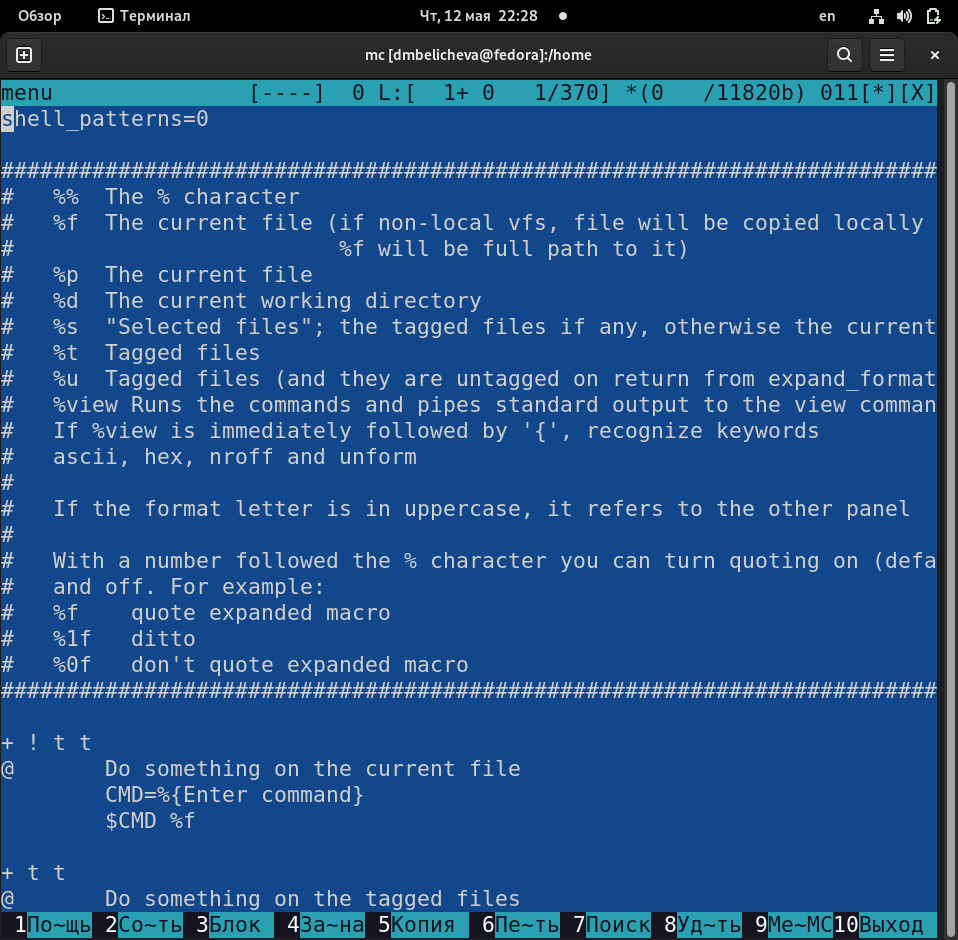 Обзор Терминал Чт, 12 мая 22:28 en
mc [dmbelicheva@fedora]:/home
menu [----] 0 L:[ 1+ 0 1/370] *(0 /11820b) 011[*][X]
shell_patterns=0
########################################################################
# %% The % character
# %f The current file (if non-local vfs, file will be copied locally
# %f will be full path to it)
# %p The current file
# %d The current working directory
# %s "Selected files"; the tagged files if any, otherwise the current
# %t Tagged files
# %u Tagged files (and they are untagged on return from expand_format
# %view Runs the commands and pipes standard output to the view comman
# If %view is immediately followed by '{', recognize keywords
# ascii, hex, nroff and unform
#
# If the format letter is in uppercase, it refers to the other panel
#
# With a number followed the % character you can turn quoting on (defa
# and off. For example:
# %f quote expanded macro
# %1f ditto
# %0f don't quote expanded macro
########################################################################
+ ! t t
@ Do something on the current file
CMD=%{Enter command}
$CMD %f
+ t t
@ Do something on the tagged files
1По~щь 2Со~ть 3Блок 4За~на 5Копия 6Пе~ть 7Поиск 8Уд~ть 9Ме~МС10Выход